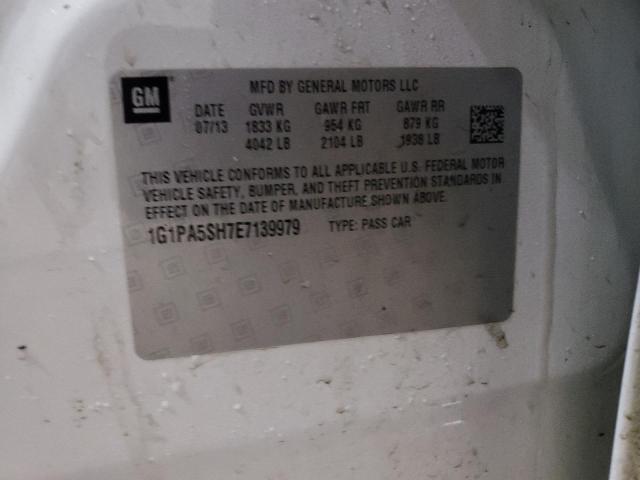 GM
MFD BY GENERAL MOTORS LLC
DATE GVWR GAWR FRT GAWR RR
07/13 1833 KG 954 KG 879 KG
4042 LB 2104 LB 1938 LB
THIS VEHICLE CONFORMS TO ALL APPLICABLE U.S. FEDERAL MOTOR
VEHICLE SAFETY, BUMPER, AND THEFT PREVENTION STANDARDS IN
EFFECT ON THE DATE OF MANUFACTURE SHOWN ABOVE.
1G1PA5SH7E7139979 TYPE: PASS CAR